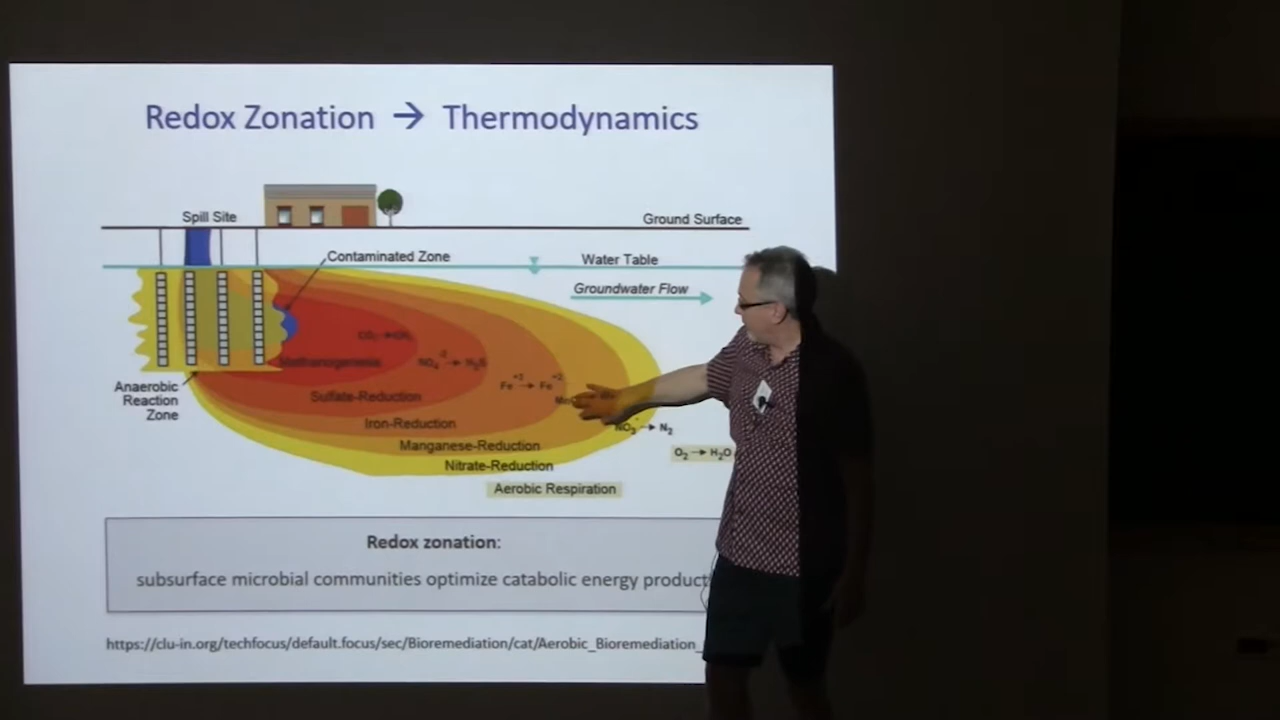 Redox Zonation → Thermodynamics
Spill Site
Ground Surface
Contaminated Zone
Water Table
Groundwater Flow
CO₂ → CH₄
Methanogenesis
NO₄⁻² → H₂S
Anaerobic
Reaction
Zone
Fe⁺³ → Fe⁺²
Sulfate-Reduction
Iron-Reduction
NO₃⁻ → N₂
Manganese-Reduction
O₂ → H₂O
Nitrate-Reduction
Aerobic Respiration
Redox zonation:
subsurface microbial communities optimize catabolic energy product
https://clu-in.org/techfocus/default.focus/sec/Bioremediation/cat/Aerobic_Bioremediation_